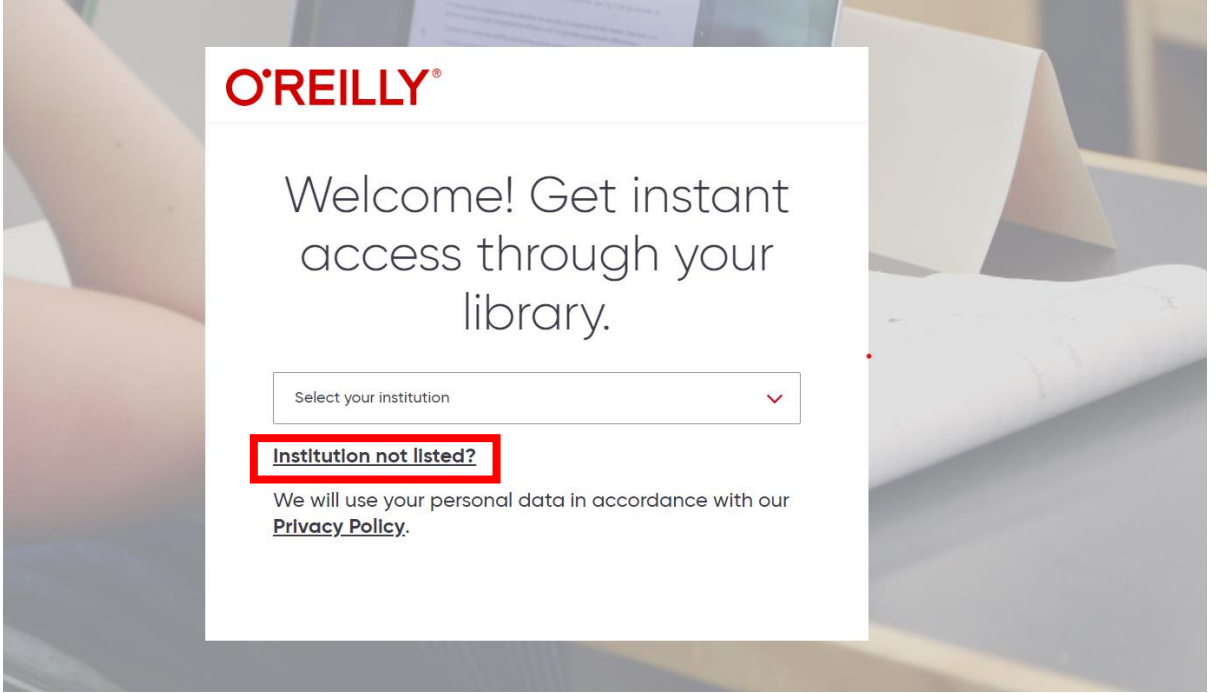 O'REILLY®
Welcome! Get instant
access through your
library.
Select your institution
Institution not listed?
We will use your personal data in accordance with our
Privacy Policy.